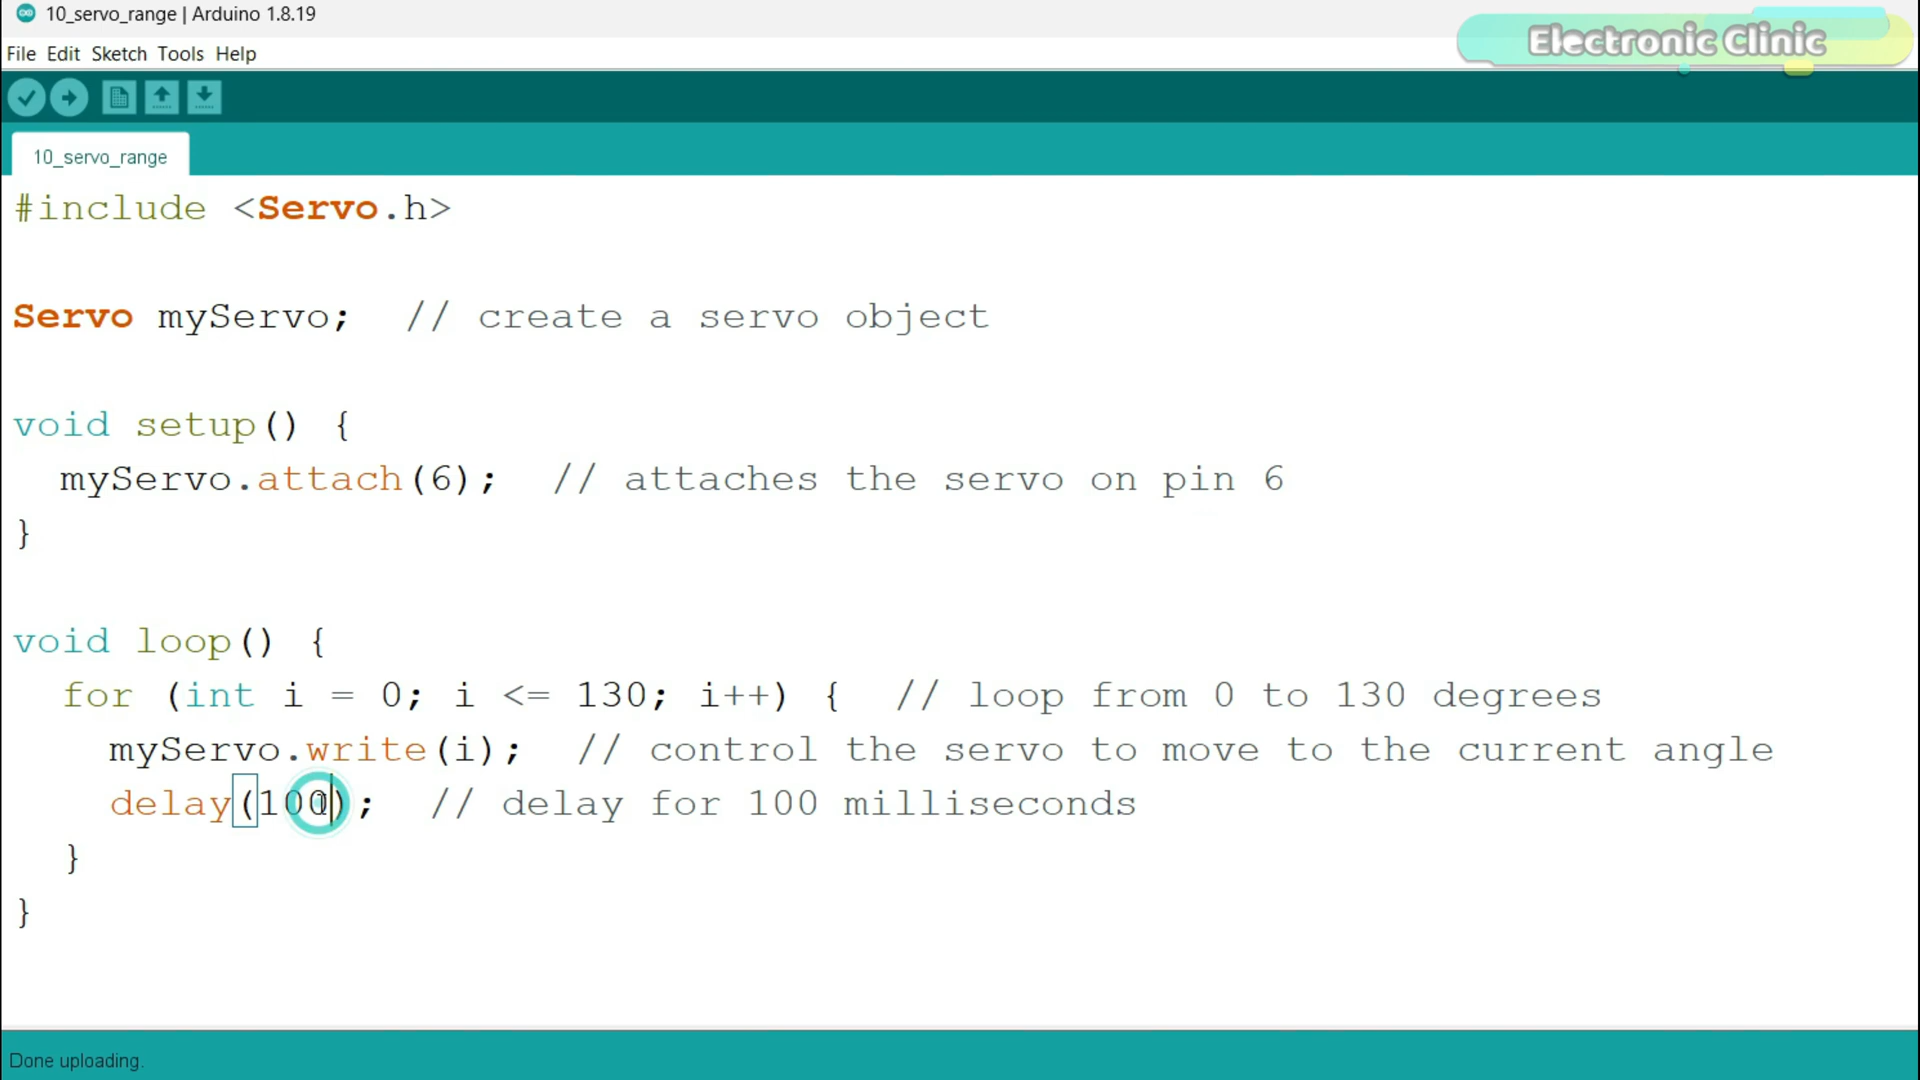 10_servo_range | Arduino 1.8.19
Electronic Clinic
File Edit Sketch Tools Help
10_servo_range
#include <Servo.h>
Servo myServo;  // create a servo object
void setup() {
  myServo.attach(6);  // attaches the servo on pin 6
}
void loop() {
  for (int i = 0; i <= 130; i++) {  // loop from 0 to 130 degrees
    myServo.write(i);  // control the servo to move to the current angle
    delay(100);  // delay for 100 milliseconds
  }
}
Done uploading.